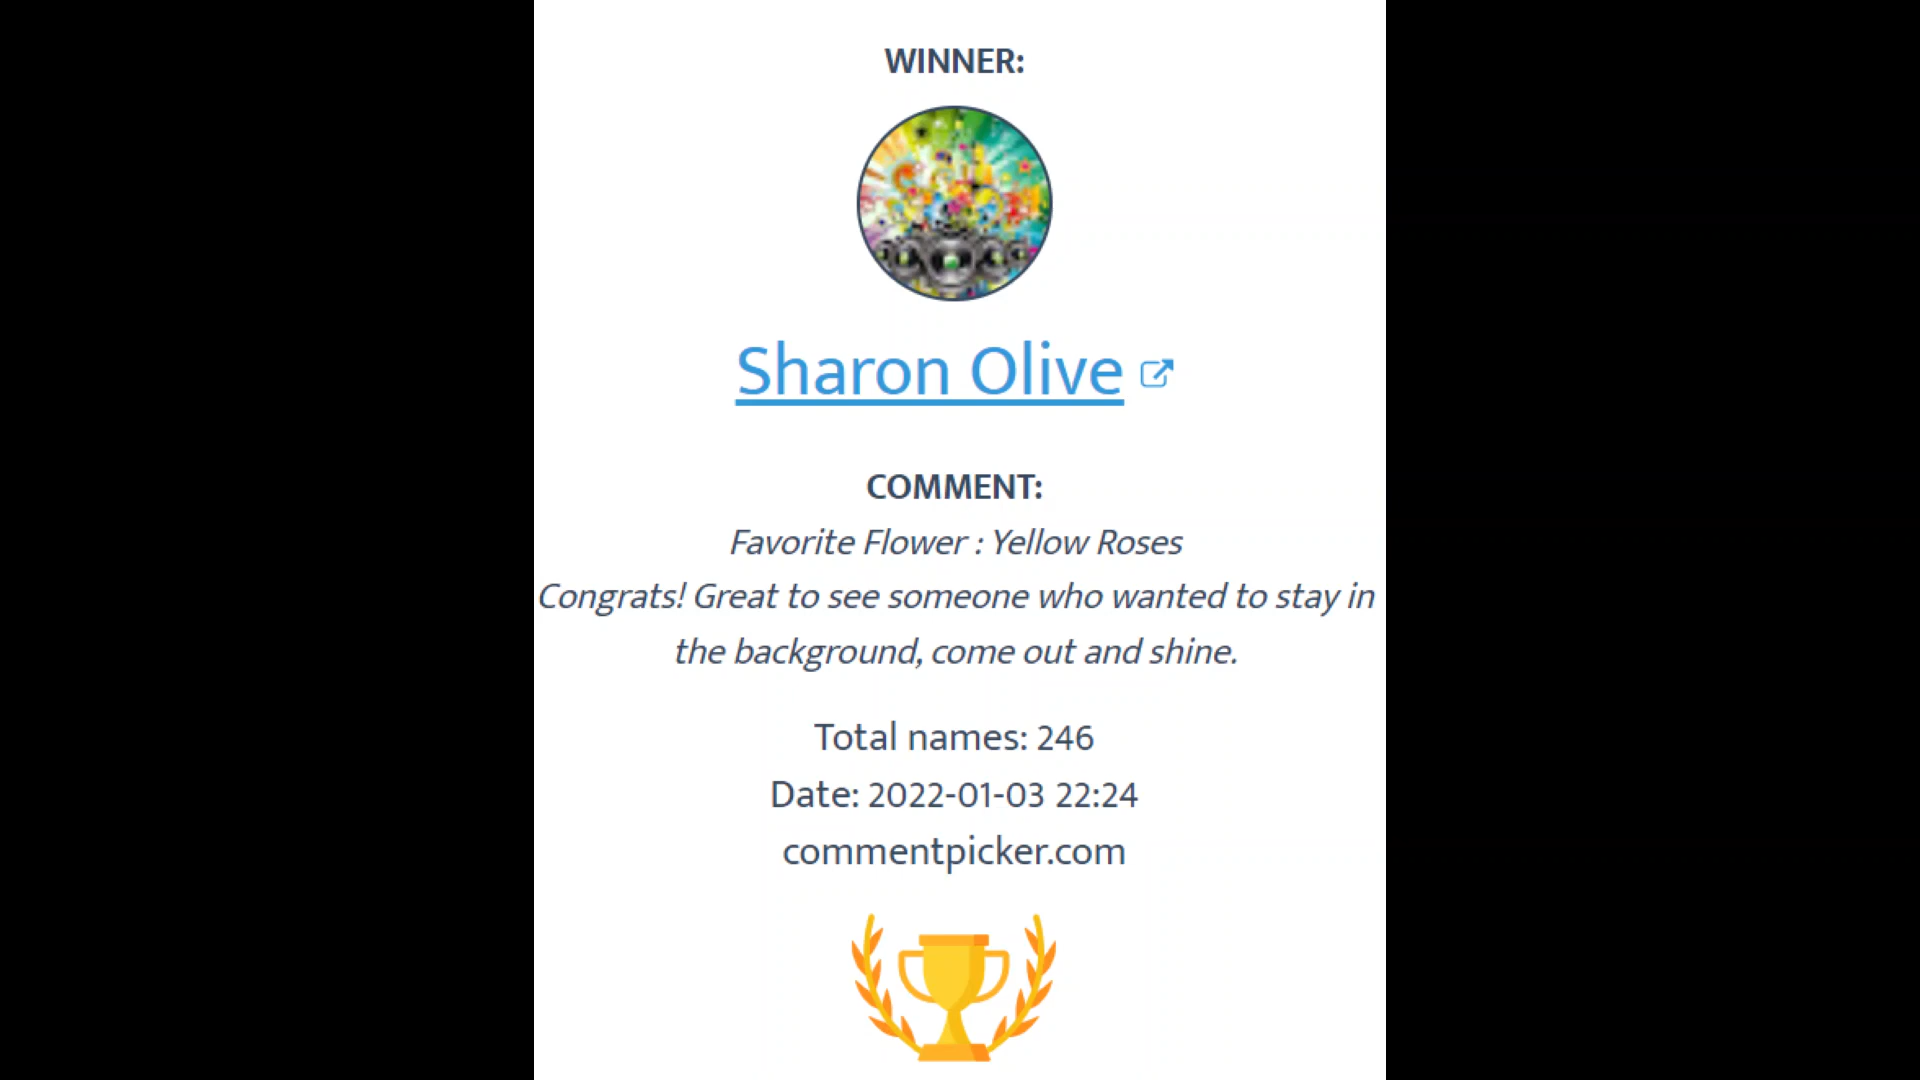 WINNER:
Sharon Olive
COMMENT:
Favorite Flower : Yellow Roses
Congrats! Great to see someone who wanted to stay in
the background, come out and shine.
Total names: 246
Date: 2022-01-03 22:24
commentpicker.com